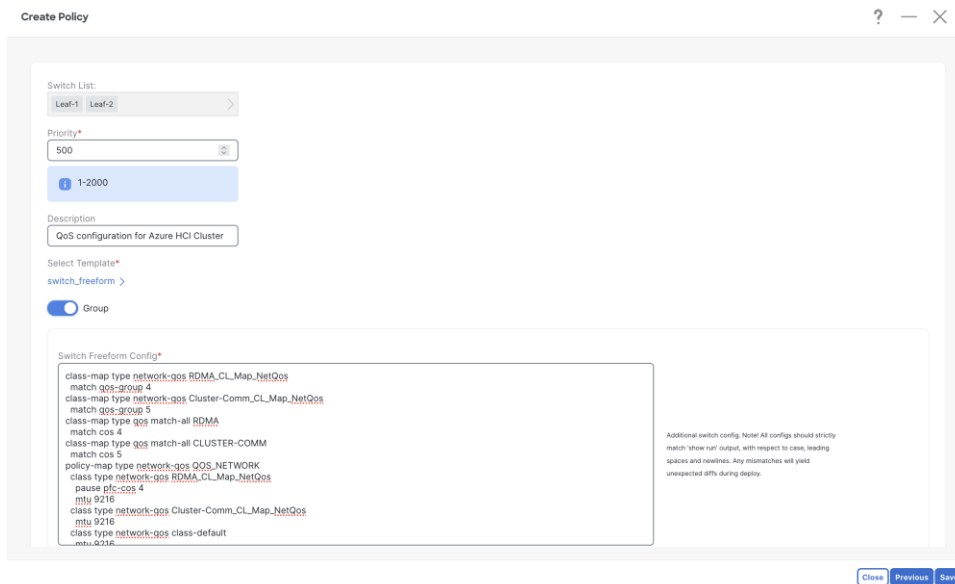 Create Policy
?
Switch List:
Leaf-1 Leaf-2
Priority*
500
i 1-2000
Description
QoS configuration for Azure HCI Cluster
Select Template*
switch_freeform >
Group
Switch Freeform Config*
class-map type network-qos RDMA_CL_Map_NetQos
match qos-group 4
class-map type network-qos Cluster-Comm_CL_Map_NetQos
match qos-group 5
class-map type qos match-all RDMA
match cos 4
class-map type qos match-all CLUSTER-COMM
match cos 5
policy-map type network-qos QOS_NETWORK
class type network-qos RDMA_CL_Map_NetQos
pause pfc-cos 4
mtu 9216
class type network-qos Cluster-Comm_CL_Map_NetQos
mtu 9216
class type network-qos class-default
mtu 9216
Additional switch config. Note! All configs should strictly
match 'show run' output, with respect to case, leading
spaces and newlines. Any mismatches will yield
unexpected diffs during deploy.
Close Previous Save